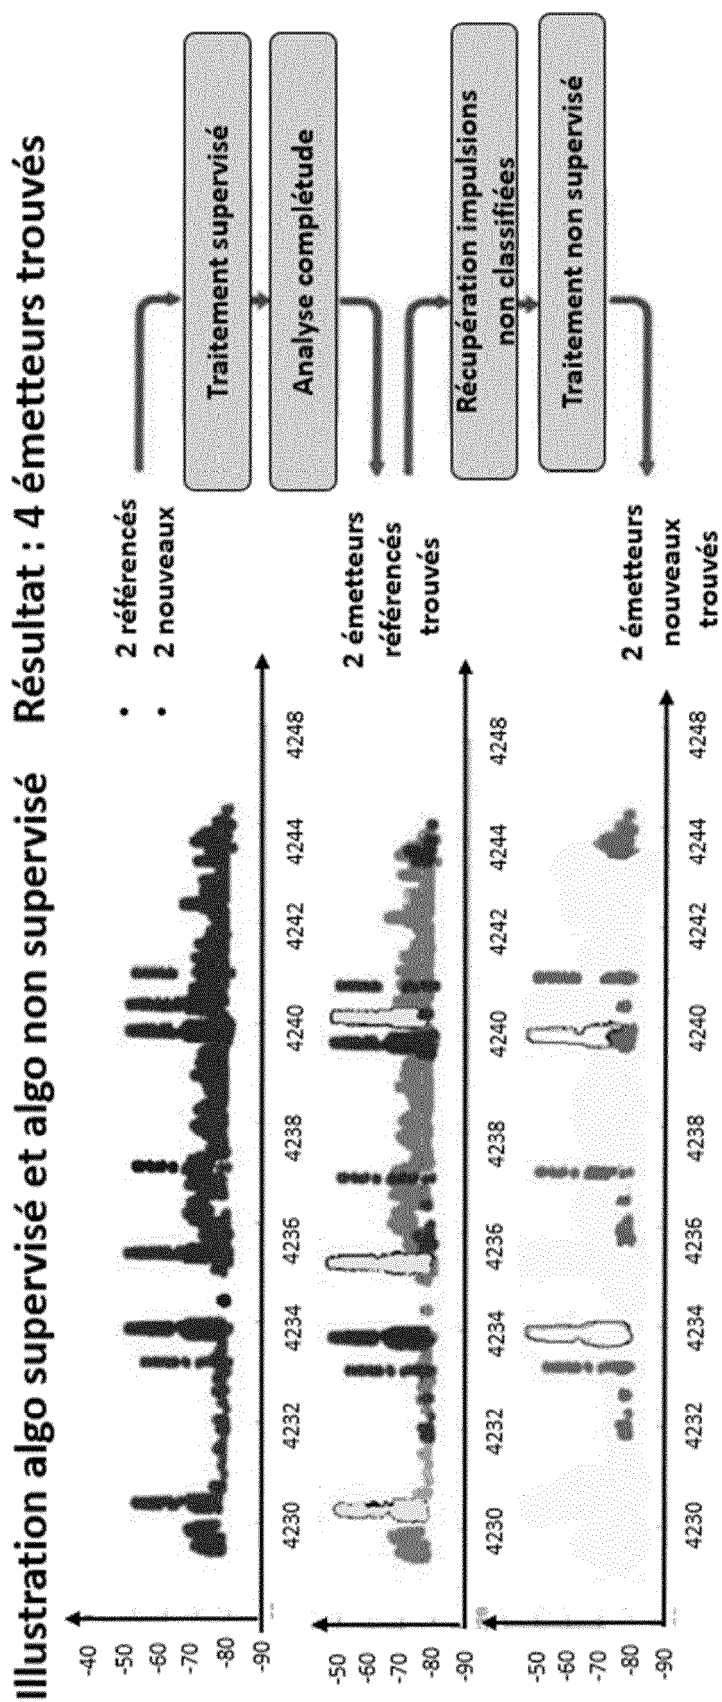 Illustration algo supervisé et algo non supervisé
Résultat : 4 émetteurs trouvés
• 2 référencés
• 2 nouveaux
-40
-50
-60
-70
-80
-90
4230
4232
4234
4236
4238
4240
4242
4244
4248
Traitement supervisé
Analyse complétude
2 émetteurs
référencés
trouvés
-50
-60
-70
-80
-90
4230
4232
4234
4236
4238
4240
4242
4244
4248
Récupération impulsions
non classifiées
Traitement non supervisé
2 émetteurs
nouveaux
trouvés
-50
-60
-70
-80
-90
4230
4232
4234
4236
4238
4240
4242
4244
4248